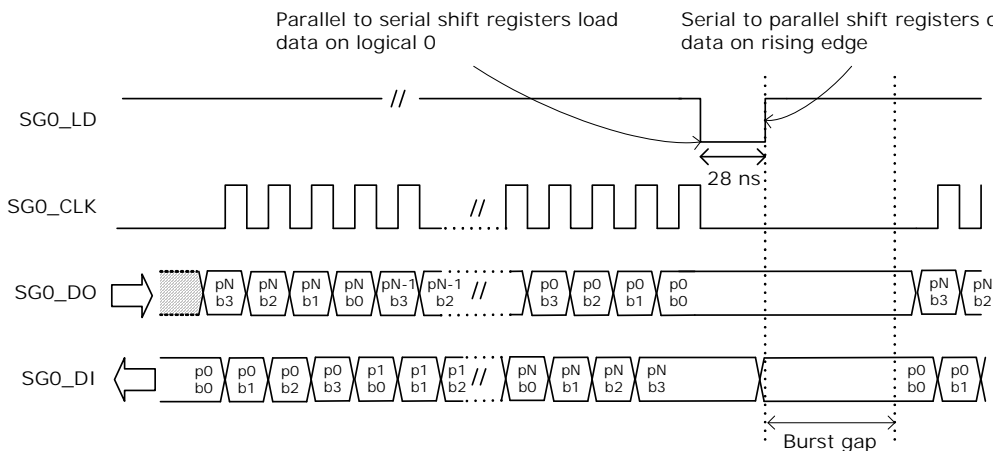 Parallel to serial shift registers load
data on logical 0
Serial to parallel shift registers
data on rising edge
SG0_LD
//
28 ns
SG0_CLK
//
SG0_DO
pN b3
pN b2
pN b1
pN b0
pN-1 b3
pN-1 b2
//
p0 b3
p0 b2
p0 b1
p0 b0
pN b3
pN b2
SG0_DI
p0 b0
p0 b1
p0 b2
p0 b3
p1 b0
p1 b1
p1 b2
//
pN b0
pN b1
pN b2
pN b3
p0 b0
p0 b1
Burst gap